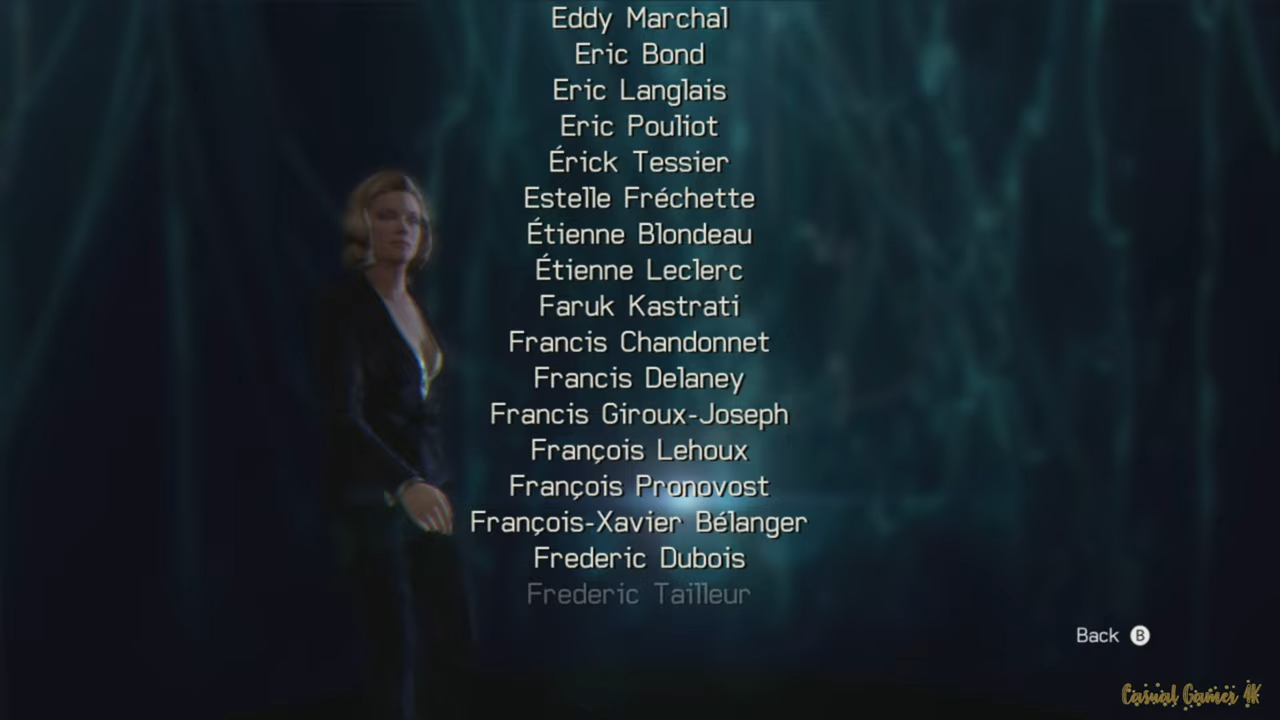 Eddy Marchal
Eric Bond
Eric Langlais
Eric Pouliot
Érick Tessier
Estelle Fréchette
Étienne Blondeau
Étienne Leclerc
Faruk Kastrati
Francis Chandonnet
Francis Delaney
Francis Giroux-Joseph
François Lehoux
François Pronovost
François-Xavier Bélanger
Frederic Dubois
Frederic Tailleur
Back B
Casual Gamer 4K